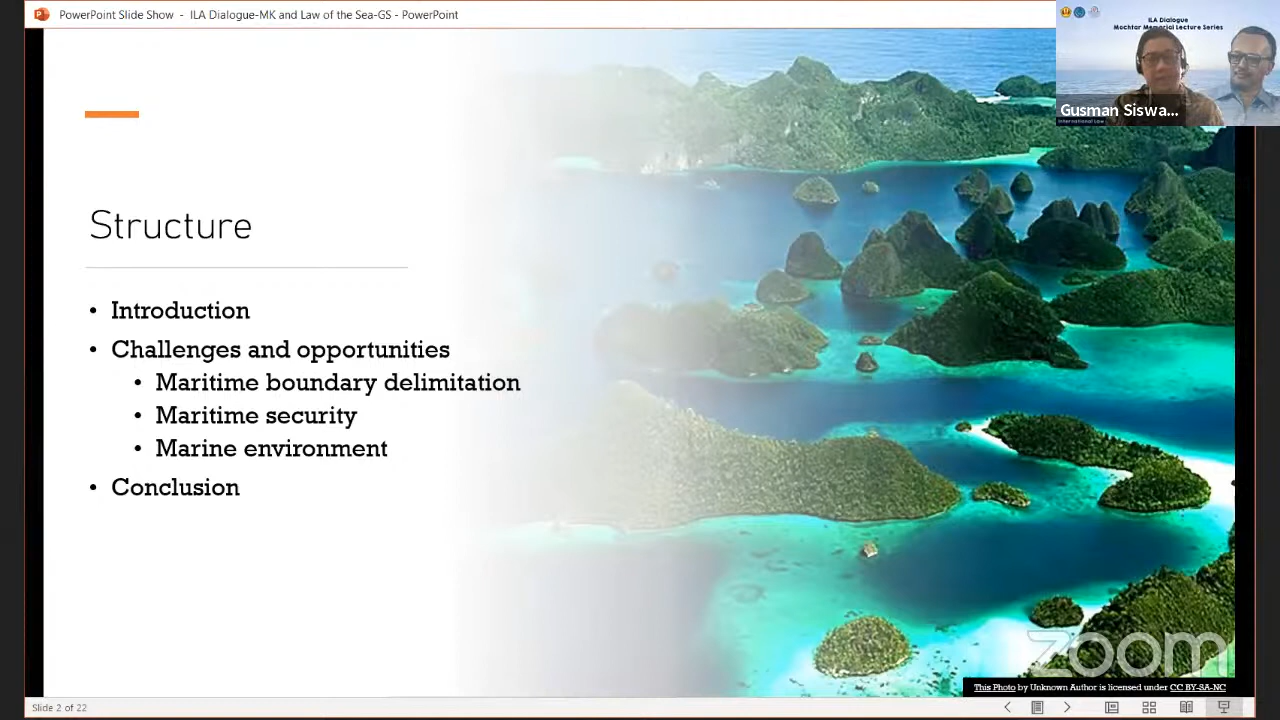 PowerPoint Slide Show - ILA Dialogue-MK and Law of the Sea-GS - PowerPoint
ILA Dialogue
Mochtar Memorial Lecture Series
Gusman Siswa...
International Law
Structure
• Introduction
• Challenges and opportunities
• Maritime boundary delimitation
• Maritime security
• Marine environment
• Conclusion
zoom
This Photo by Unknown Author is licensed under CC BY-SA-NC
Slide 2 of 22